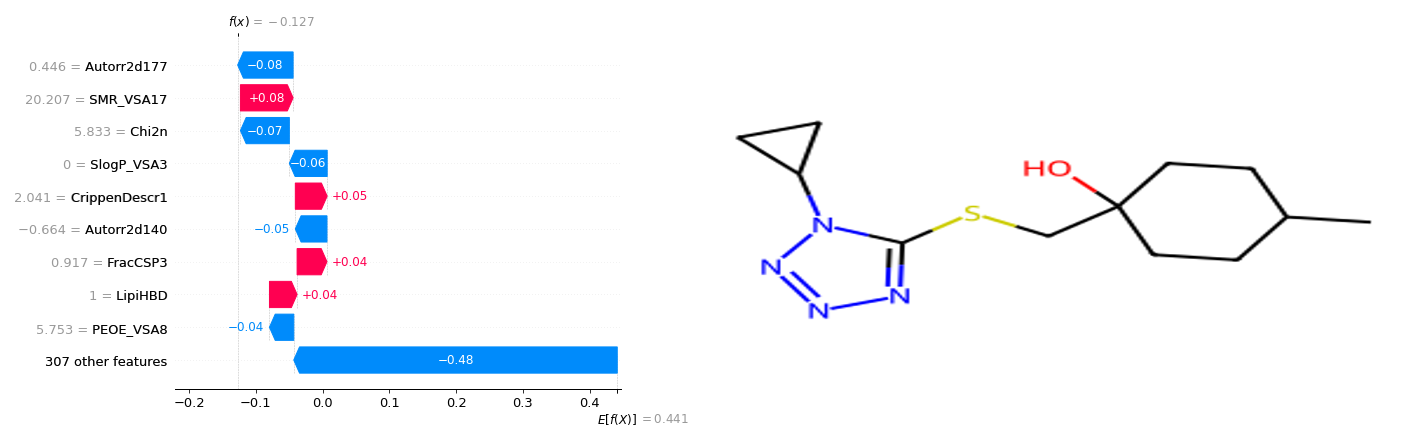 f(x) = −0.127
0.446 = Autorr2d177
−0.08
20.207 = SMR_VSA17
+0.08
5.833 = Chi2n
−0.07
0 = SlogP_VSA3
−0.06
2.041 = CrippenDescr1
+0.05
−0.664 = Autorr2d140
−0.05
0.917 = FracCSP3
+0.04
1 = LipiHBD
+0.04
5.753 = PEOE_VSA8
−0.04
307 other features
−0.48
−0.2 −0.1 0.0 0.1 0.2 0.3 0.4
E[f(X)] = 0.441
HO
S
N
N
N
N